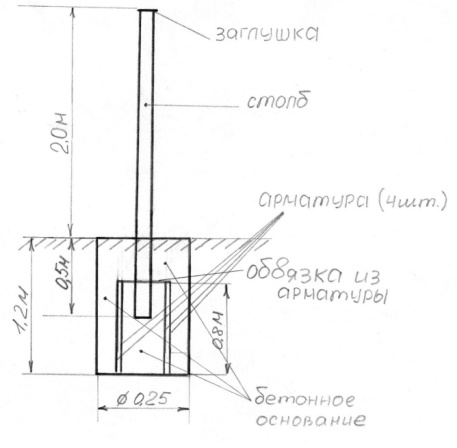 заглушка
столб
2.0м
арматура (4шт.)
обвязка из
арматуры
0,5м
1.2м
0.8м
бетонное
основание
ϕ 0.25